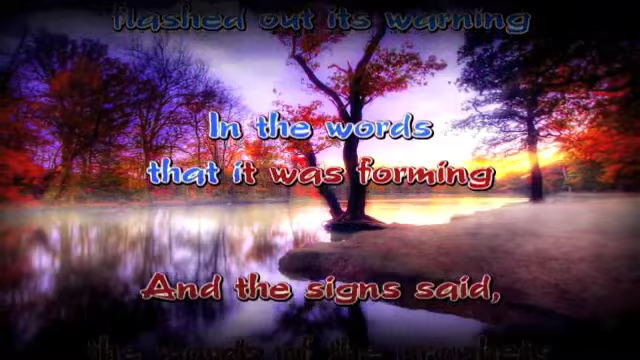 flashed out its warning
In the words
that it was forming
And the signs said,